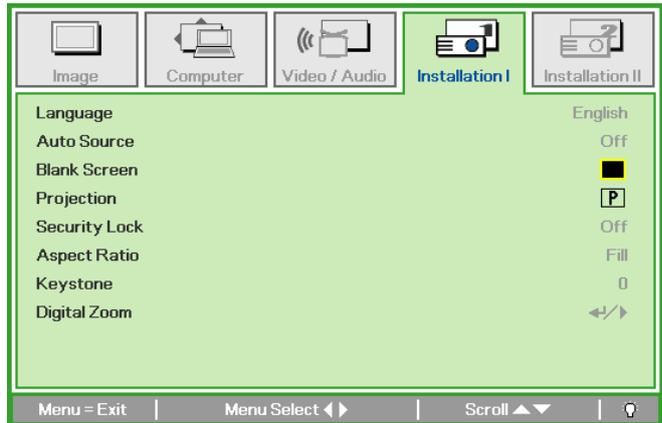 Image Computer Video / Audio Installation I Installation II
Language English
Auto Source Off
Blank Screen
Projection P
Security Lock Off
Aspect Ratio Fill
Keystone 0
Digital Zoom
Menu = Exit Menu Select Scroll